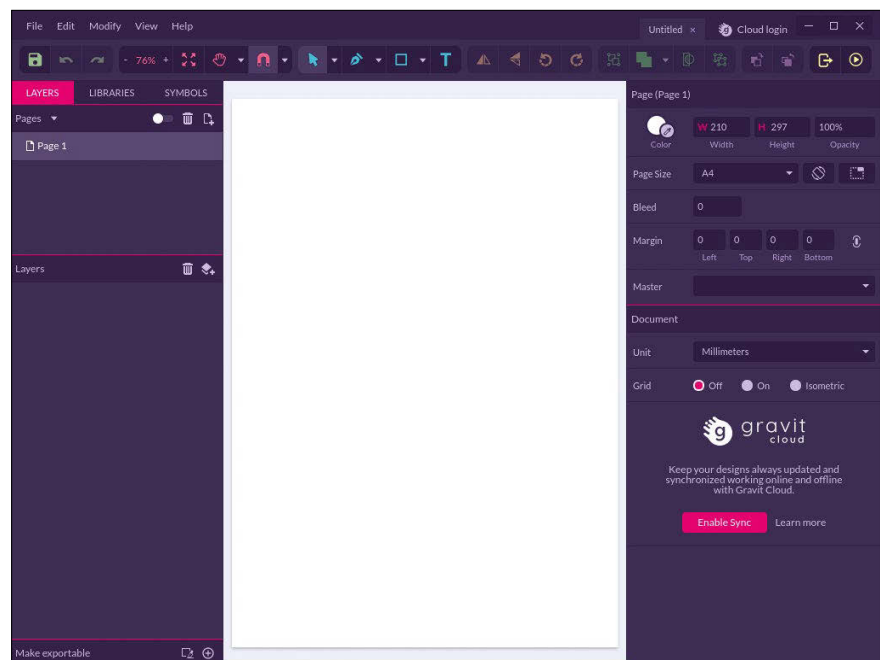 File Edit Modify View Help
Untitled × Cloud login
- 76% +
T
LAYERS LIBRARIES SYMBOLS
Pages
Page 1
Layers
Make exportable
Page (Page 1)
W 210 H 297 100%
Color Width Height Opacity
Page Size A4
Bleed 0
Margin 0 0 0 0
Left Top Right Bottom
Master
Document
Unit Millimeters
Grid Off On Isometric
g gravit
cloud
Keep your designs always updated and
synchronized working online and offline
with Gravit Cloud.
Enable Sync Learn more